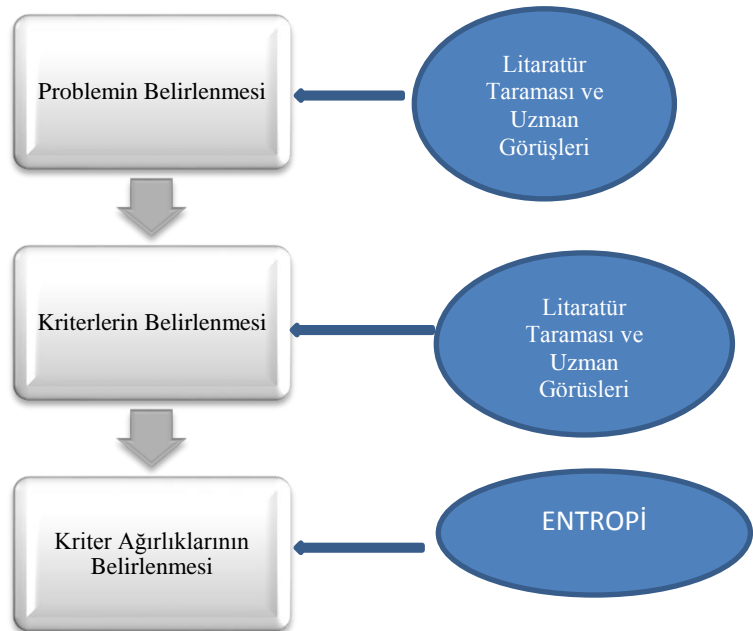 Problemin Belirlenmesi
Litaratür
Taraması ve
Uzman
Görüşleri
Kriterlerin Belirlenmesi
Litaratür
Taraması ve
Uzman
Görüsleri
Kriter Ağırlıklarının
Belirlenmesi
ENTROPİ